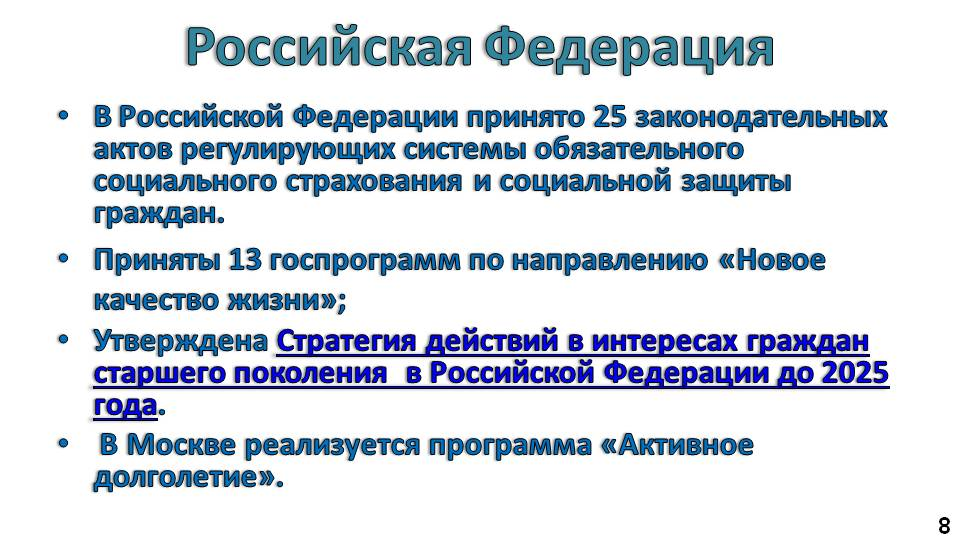 Российская Федерация
• В Российской Федерации принято 25 законодательных
актов регулирующих системы обязательного
социального страхования и социальной защиты
граждан.
• Приняты 13 госпрограмм по направлению «Новое
качество жизни»;
• Утверждена Стратегия действий в интересах граждан
старшего поколения  в Российской Федерации до 2025
года.
• В Москве реализуется программа «Активное
долголетие».
8